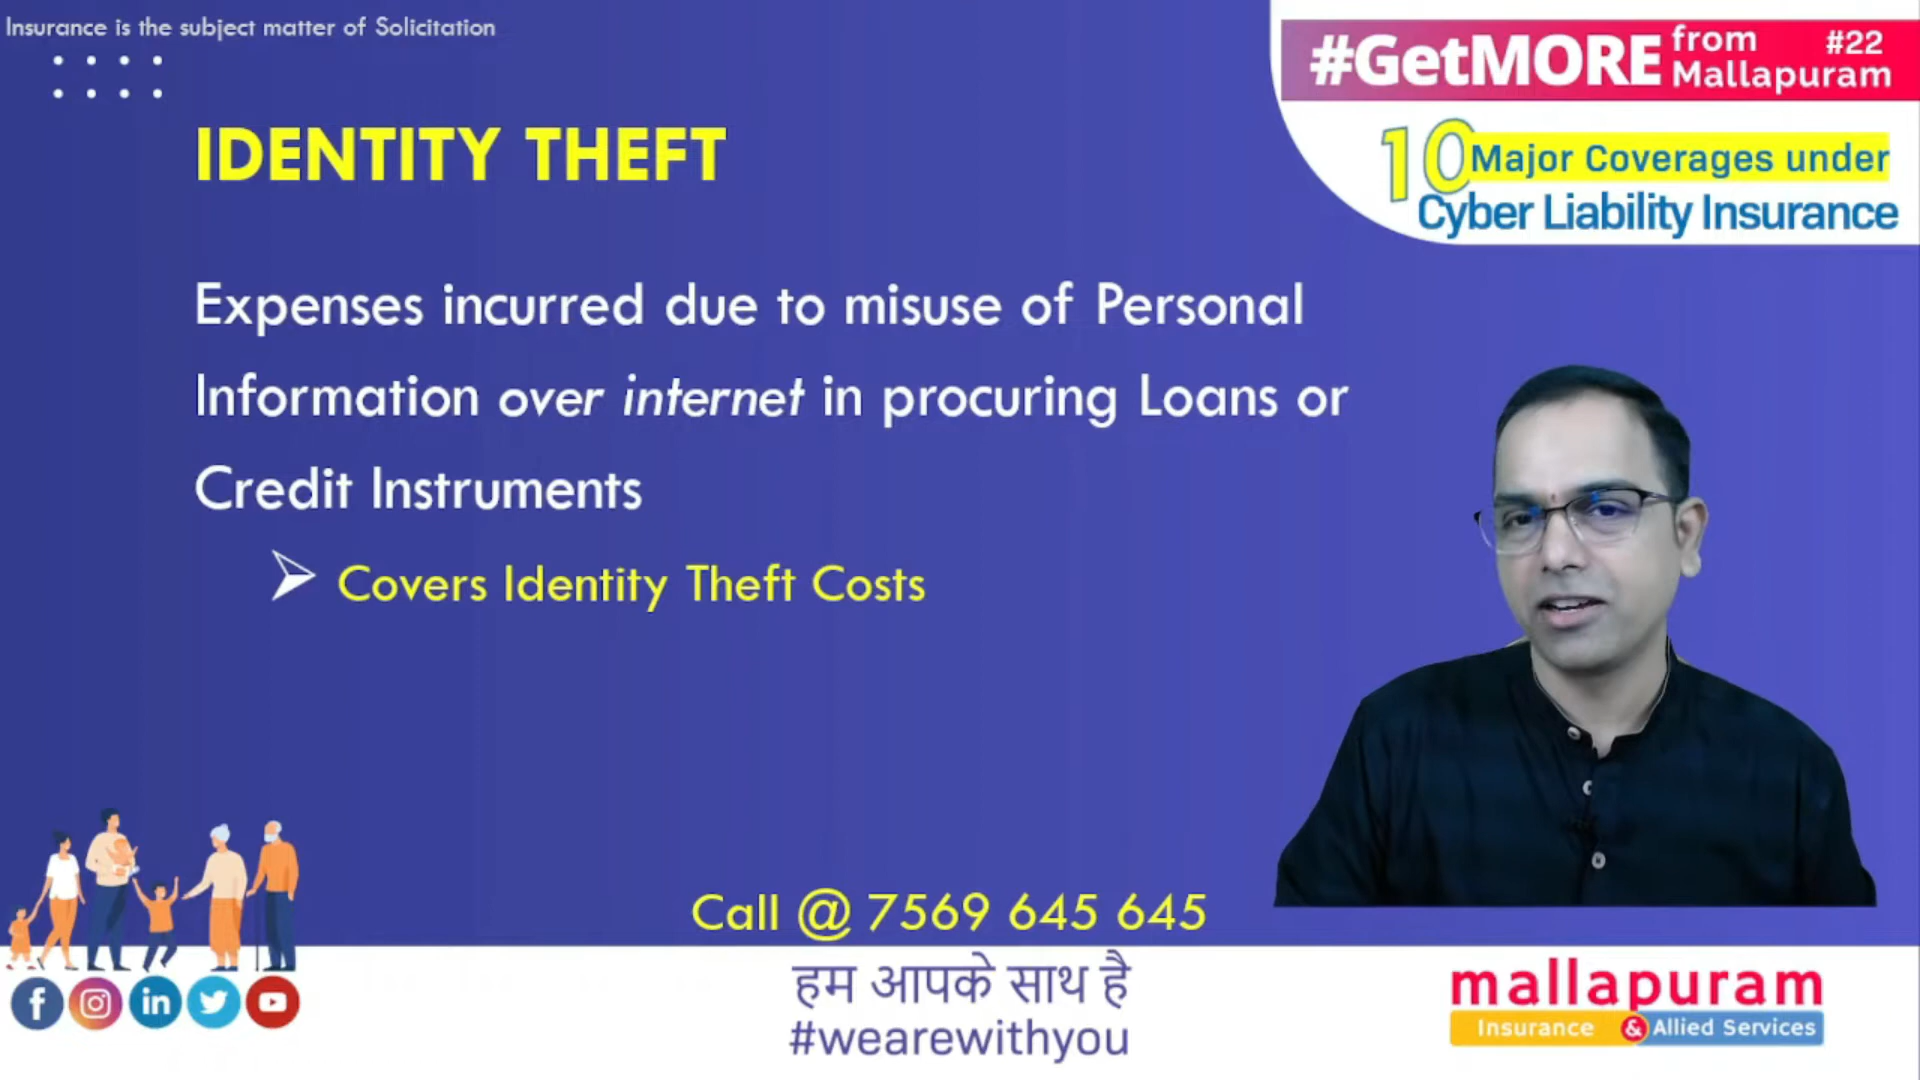 Insurance is the subject matter of Solicitation
#GetMORE from Mallapuram #22
10 Major Coverages under
Cyber Liability Insurance
IDENTITY THEFT
Expenses incurred due to misuse of Personal
Information over internet in procuring Loans or
Credit Instruments
Covers Identity Theft Costs
Call @ 7569 645 645
हम आपके साथ है
#wearewithyou
mallapuram
Insurance & Allied Services